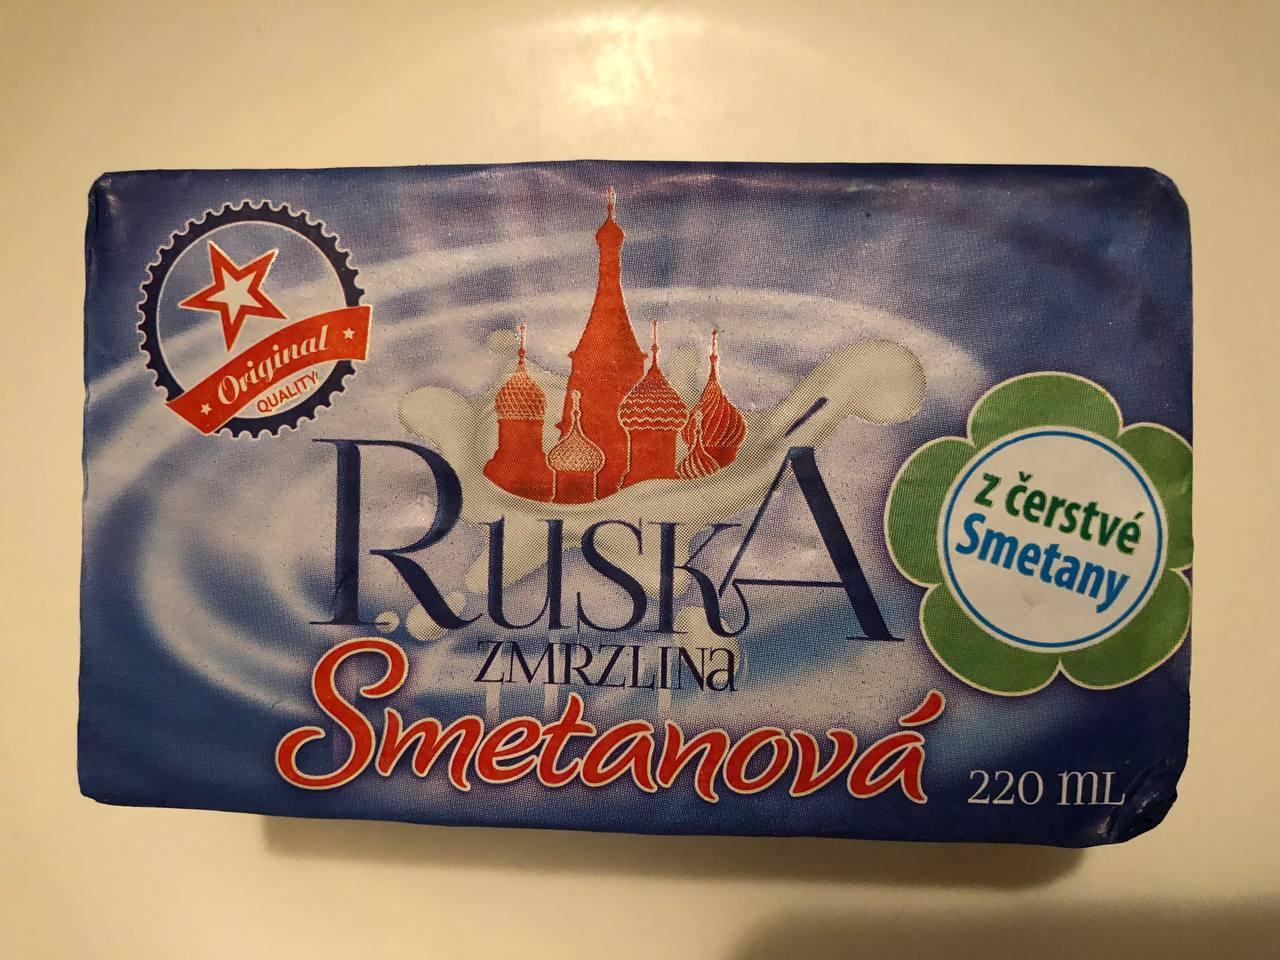 Original
QUALITY
RUSKÁ
ZMRZLINa
Smetanová
z čerstvé
Smetany
220 mL